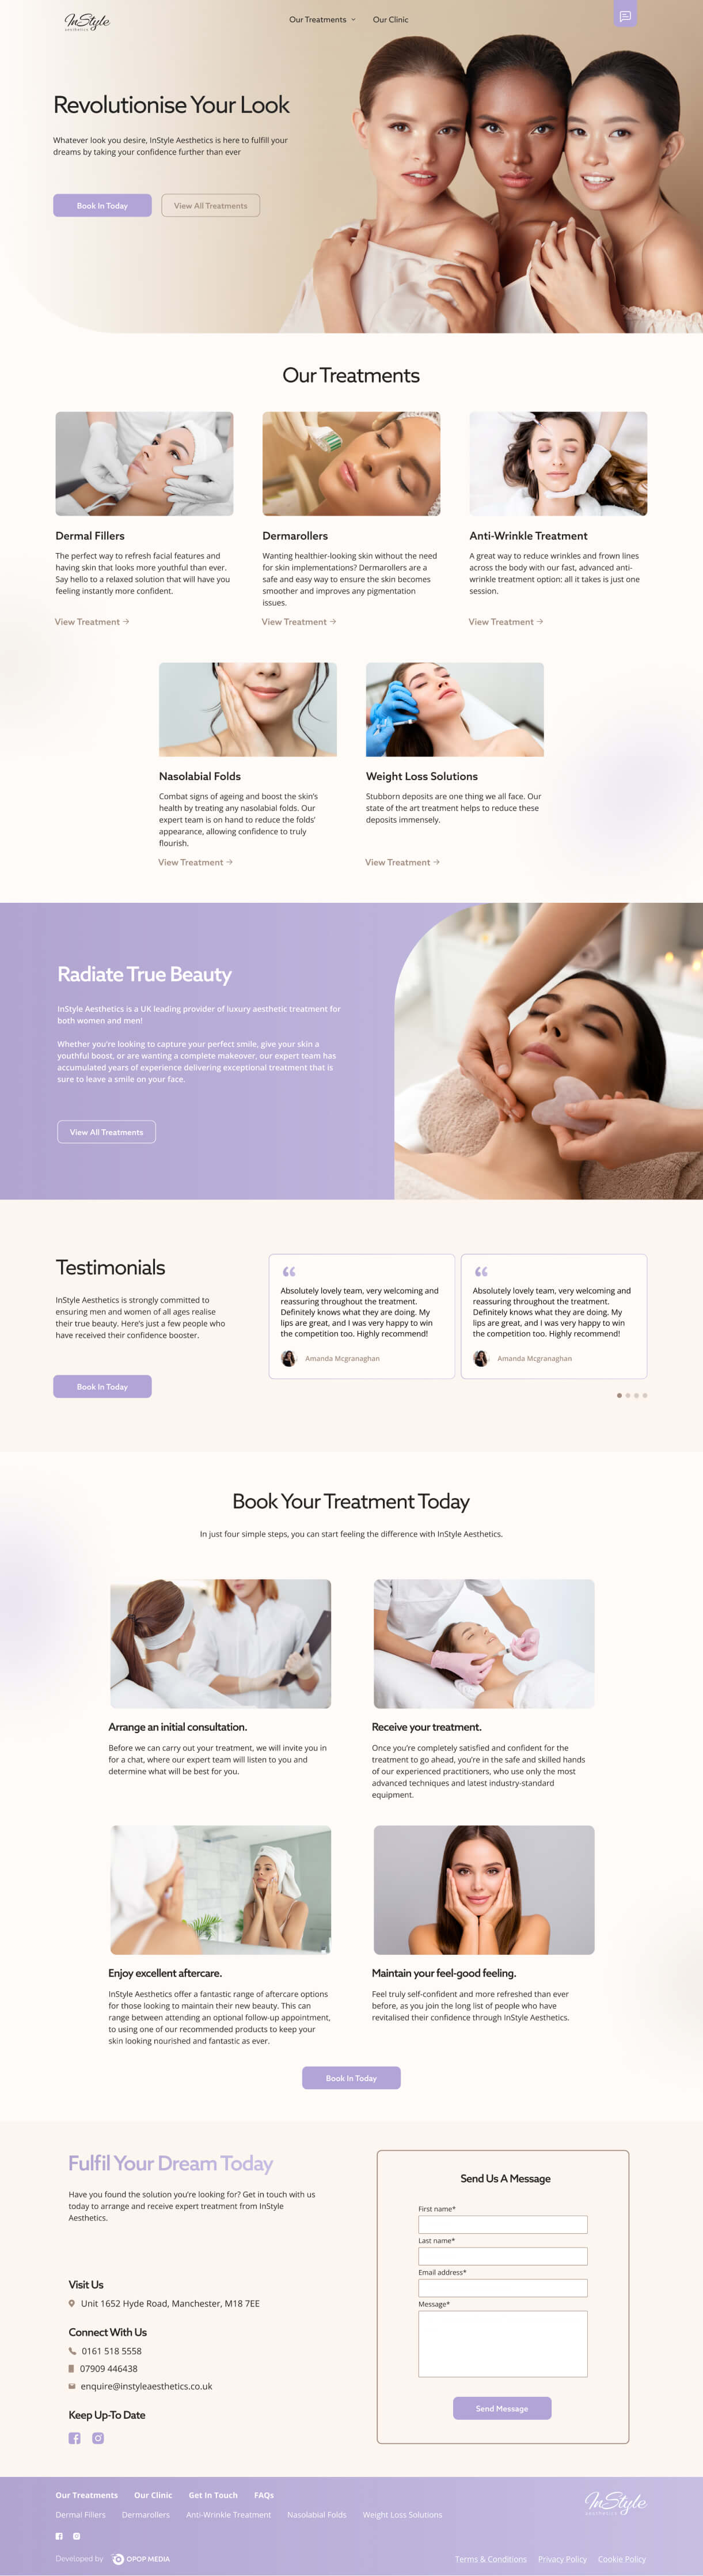 InStyle
aesthetics
Our Treatments
Our Clinic
Revolutionise Your Look
Whatever look you desire, InStyle Aesthetics is here to fulfill your
dreams by taking your confidence further than ever
Book In Today
View All Treatments
Our Treatments
Dermal Fillers
The perfect way to refresh facial features and
having skin that looks more youthful than ever.
Say hello to a relaxed solution that will have you
feeling instantly more confident.
View Treatment →
Dermarollers
Wanting healthier-looking skin without the need
for skin implementations? Dermarollers are a
safe and easy way to ensure the skin becomes
smoother and improves any pigmentation
issues.
View Treatment →
Anti-Wrinkle Treatment
A great way to reduce wrinkles and frown lines
across the body with our fast, advanced anti-
wrinkle treatment option: all it takes is just one
session.
View Treatment →
Nasolabial Folds
Combat signs of ageing and boost the skin's
health by treating any nasolabial folds. Our
expert team is on hand to reduce the folds'
appearance, allowing confidence to truly
flourish.
View Treatment →
Weight Loss Solutions
Stubborn deposits are one thing we all face. Our
state of the art treatment helps to reduce these
deposits immensely.
View Treatment →
Radiate True Beauty
InStyle Aesthetics is a UK leading provider of luxury aesthetic treatment for
both women and men!
Whether you're looking to capture your perfect smile, give your skin a
youthful boost, or are wanting a complete makeover, our expert team has
accumulated years of experience delivering exceptional treatment that is
sure to leave a smile on your face.
View All Treatments
Testimonials
InStyle Aesthetics is strongly committed to
ensuring men and women of all ages realise
their true beauty. Here's just a few people who
have received their confidence booster.
Book In Today
“
Absolutely lovely team, very welcoming and
reassuring throughout the treatment.
Definitely knows what they are doing. My
lips are great, and I was very happy to win
the competition too. Highly recommend!
Amanda Mcgranaghan
“
Absolutely lovely team, very welcoming and
reassuring throughout the treatment.
Definitely knows what they are doing. My
lips are great, and I was very happy to win
the competition too. Highly recommend!
Amanda Mcgranaghan
Book Your Treatment Today
In just four simple steps, you can start feeling the difference with InStyle Aesthetics.
Arrange an initial consultation.
Before we can carry out your treatment, we will invite you in
for a chat, where our expert team will listen to you and
determine what will be best for you.
Receive your treatment.
Once you're completely satisfied and confident for the
treatment to go ahead, you're in the safe and skilled hands
of our experienced practitioners, who use only the most
advanced techniques and latest industry-standard
equipment.
Enjoy excellent aftercare.
InStyle Aesthetics offer a fantastic range of aftercare options
for those looking to maintain their new beauty. This can
range between attending an optional follow-up appointment,
to using one of our recommended products to keep your
skin looking nourished and fantastic as ever.
Maintain your feel-good feeling.
Feel truly self-confident and more refreshed than ever
before, as you join the long list of people who have
revitalised their confidence through InStyle Aesthetics.
Book In Today
Fulfil Your Dream Today
Have you found the solution you're looking for? Get in touch with us
today to arrange and receive expert treatment from InStyle
Aesthetics.
Visit Us
Unit 1652 Hyde Road, Manchester, M18 7EE
Connect With Us
0161 518 5558
07909 446438
enquire@instyleaesthetics.co.uk
Keep Up-To Date
Send Us A Message
First name*
Last name*
Email address*
Message*
Send Message
Our Treatments
Our Clinic
Get In Touch
FAQs
Dermal Fillers
Dermarollers
Anti-Wrinkle Treatment
Nasolabial Folds
Weight Loss Solutions
InStyle
aesthetics
Developed by
OPOP MEDIA
Terms & Conditions
Privacy Policy
Cookie Policy